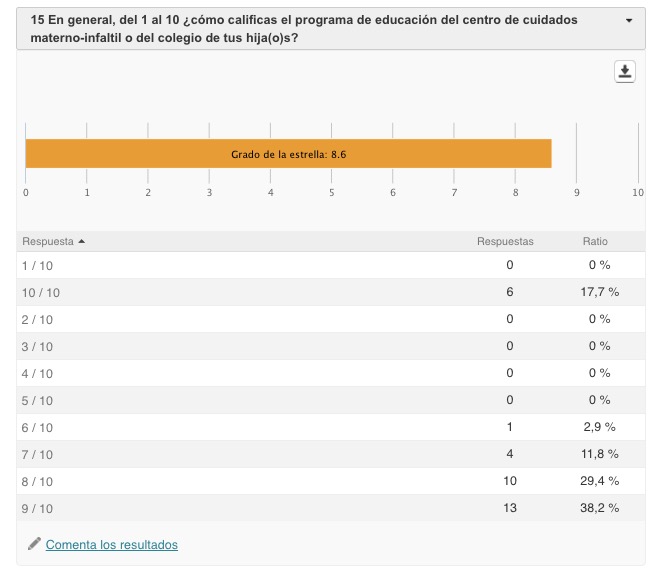 15 En general, del 1 al 10 ¿cómo calificas el programa de educación del centro de cuidados
materno-infaltil o del colegio de tus hija(o)s?
Grado de la estrella: 8.6
0 1 2 3 4 5 6 7 8 9 10
Respuesta Respuestas Ratio
1 / 10 0 0 %
10 / 10 6 17,7 %
2 / 10 0 0 %
3 / 10 0 0 %
4 / 10 0 0 %
5 / 10 0 0 %
6 / 10 1 2,9 %
7 / 10 4 11,8 %
8 / 10 10 29,4 %
9 / 10 13 38,2 %
Comenta los resultados